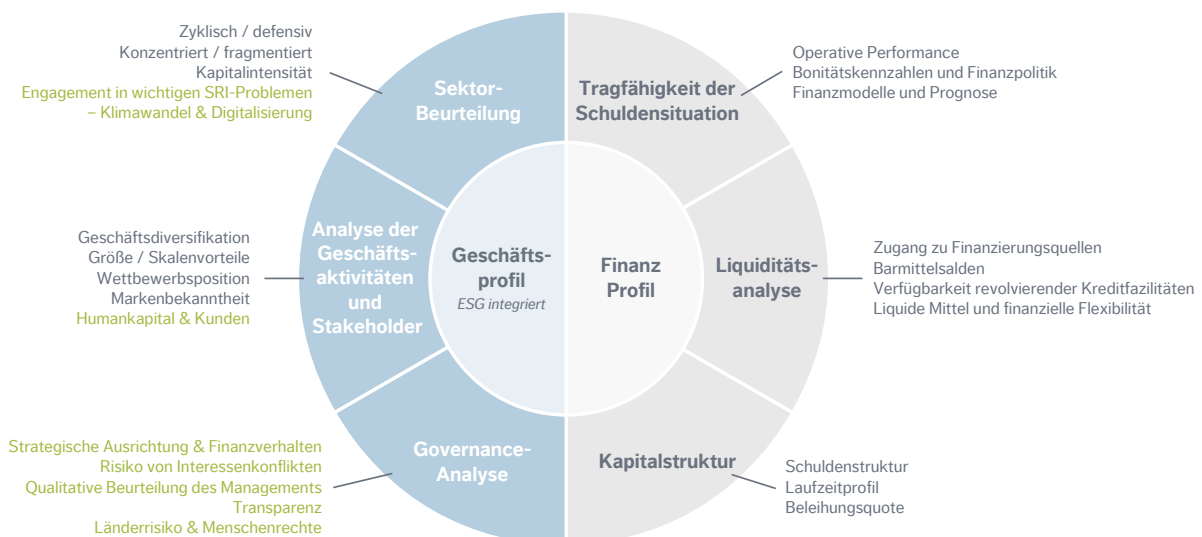 Zyklisch / defensiv
Konzentriert / fragmentiert
Kapitalintensität
Engagement in wichtigen SRI-Problemen
– Klimawandel & Digitalisierung
Sektor-
Beurteilung
Tragfähigkeit der
Schuldensituation
Operative Performance
Bonitätskennzahlen und Finanzpolitik
Finanzmodelle und Prognose
Geschäftsdiversifikation
Größe / Skalenvorteile
Wettbewerbsposition
Markenbekanntheit
Humankapital & Kunden
Analyse der
Geschäfts-
aktivitäten
und
Stakeholder
Geschäfts-
profil
ESG integriert
Finanz
Profil
Liquiditäts-
analyse
Zugang zu Finanzierungsquellen
Barmittelsalden
Verfügbarkeit revolvierender Kreditfazilitäten
Liquide Mittel und finanzielle Flexibilität
Strategische Ausrichtung & Finanzverhalten
Risiko von Interessenkonflikten
Qualitative Beurteilung des Managements
Transparenz
Länderrisiko & Menschenrechte
Governance-
Analyse
Kapitalstruktur
Schuldenstruktur
Laufzeitprofil
Beleihungsquote